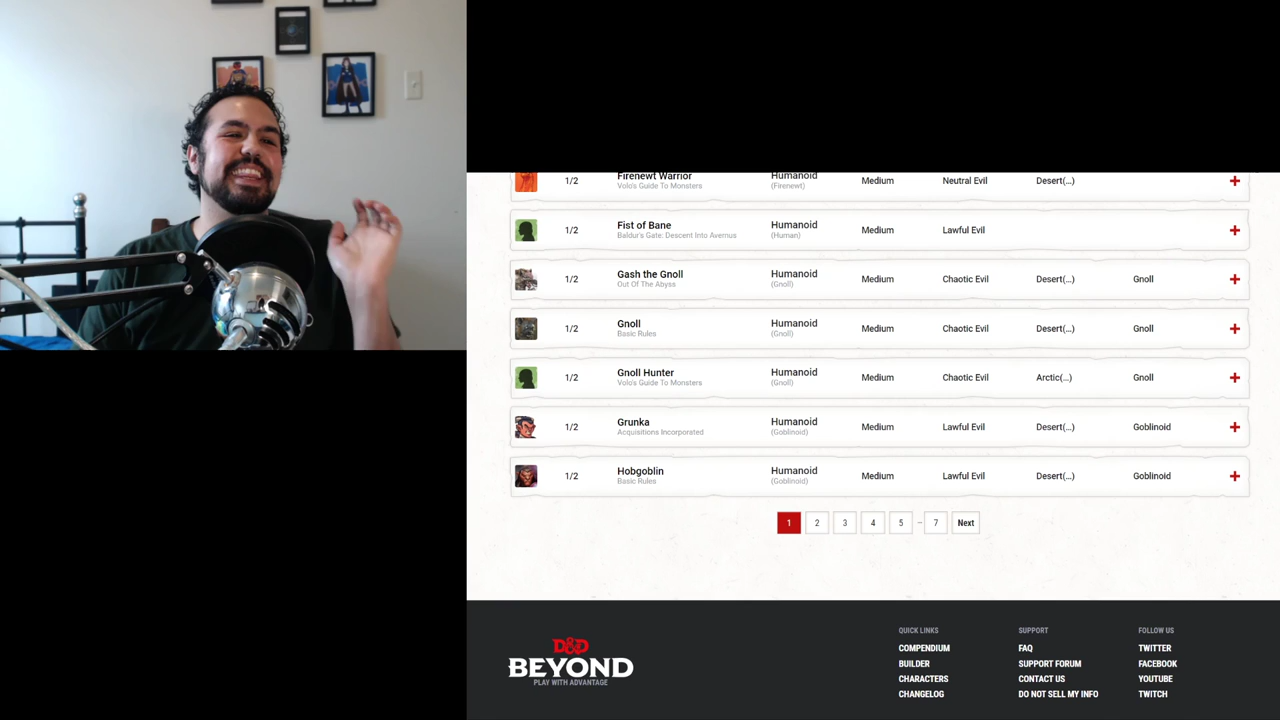 1/2 Firenewt Warrior Humanoid Medium Neutral Evil Desert(...) +
Volo's Guide To Monsters (Firenewt)
1/2 Fist of Bane Humanoid Medium Lawful Evil +
Baldur's Gate: Descent Into Avernus (Human)
1/2 Gash the Gnoll Humanoid Medium Chaotic Evil Desert(...) Gnoll +
Out Of The Abyss (Gnoll)
1/2 Gnoll Humanoid Medium Chaotic Evil Desert(...) Gnoll +
Basic Rules (Gnoll)
1/2 Gnoll Hunter Humanoid Medium Chaotic Evil Arctic(...) Gnoll +
Volo's Guide To Monsters (Gnoll)
1/2 Grunka Humanoid Medium Lawful Evil Desert(...) Goblinoid +
Acquisitions Incorporated (Goblinoid)
1/2 Hobgoblin Humanoid Medium Lawful Evil Desert(...) Goblinoid +
Basic Rules (Goblinoid)
1 2 3 4 5 – 7 Next
D&D
BEYOND
PLAY WITH ADVANTAGE
QUICK LINKS
COMPENDIUM
BUILDER
CHARACTERS
CHANGELOG
SUPPORT
FAQ
SUPPORT FORUM
CONTACT US
DO NOT SELL MY INFO
FOLLOW US
TWITTER
FACEBOOK
YOUTUBE
TWITCH